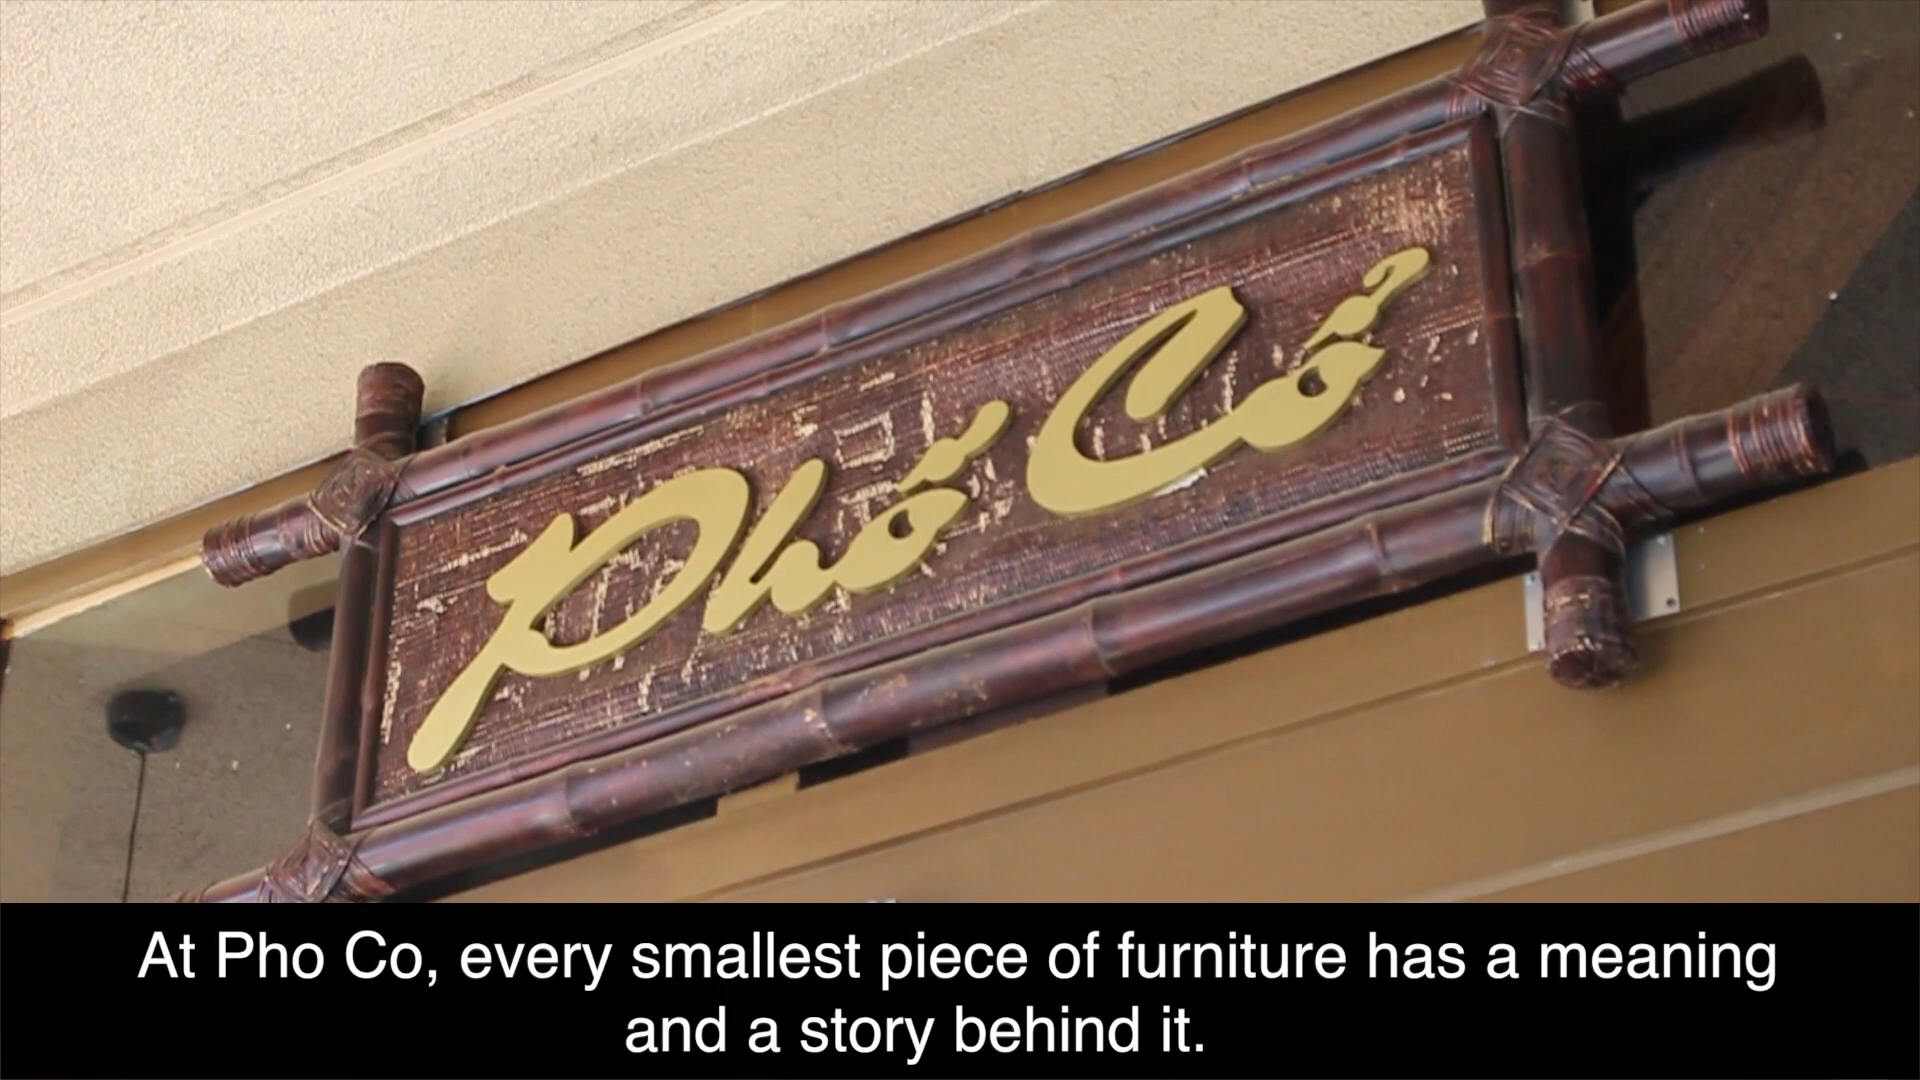 Phố Cổ
At Pho Co, every smallest piece of furniture has a meaning
and a story behind it.